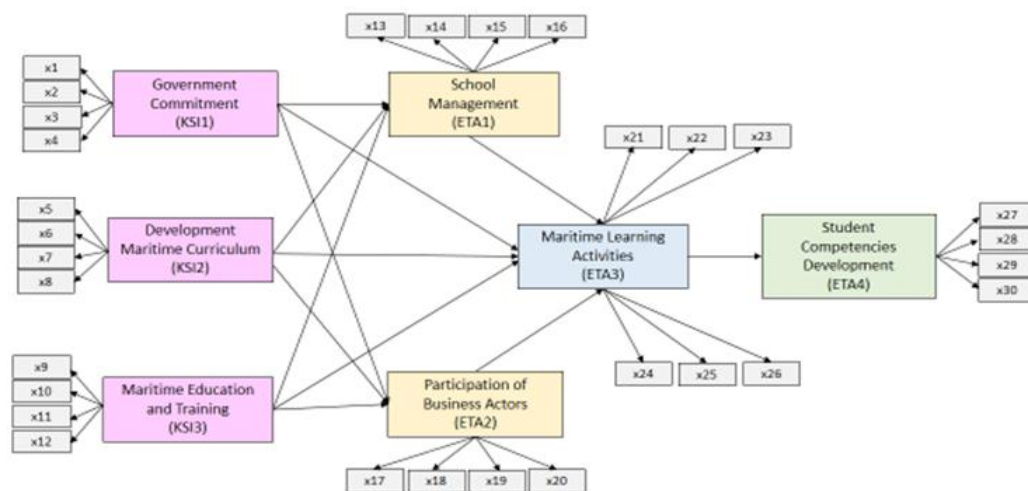 x13
x14
x15
x16
x1
x2
x3
x4
Government
Commitment
(KSI1)
School
Management
(ETA1)
x21
x22
x23
x5
x6
x7
x8
Development
Maritime Curriculum
(KSI2)
Maritime Learning
Activities
(ETA3)
Student
Competencies
Development
(ETA4)
x27
x28
x29
x30
x9
x10
x11
x12
Maritime Education
and Training
(KSI3)
Participation of
Business Actors
(ETA2)
x24
x25
x26
x17
x18
x19
x20